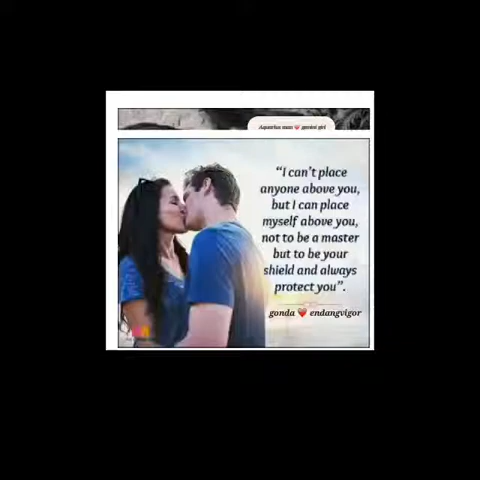 Aquarius man ❤ gemini girl
“I can't place
anyone above you,
but I can place
myself above you,
not to be a master
but to be your
shield and always
protect you”.
gonda ❤ endangvigor